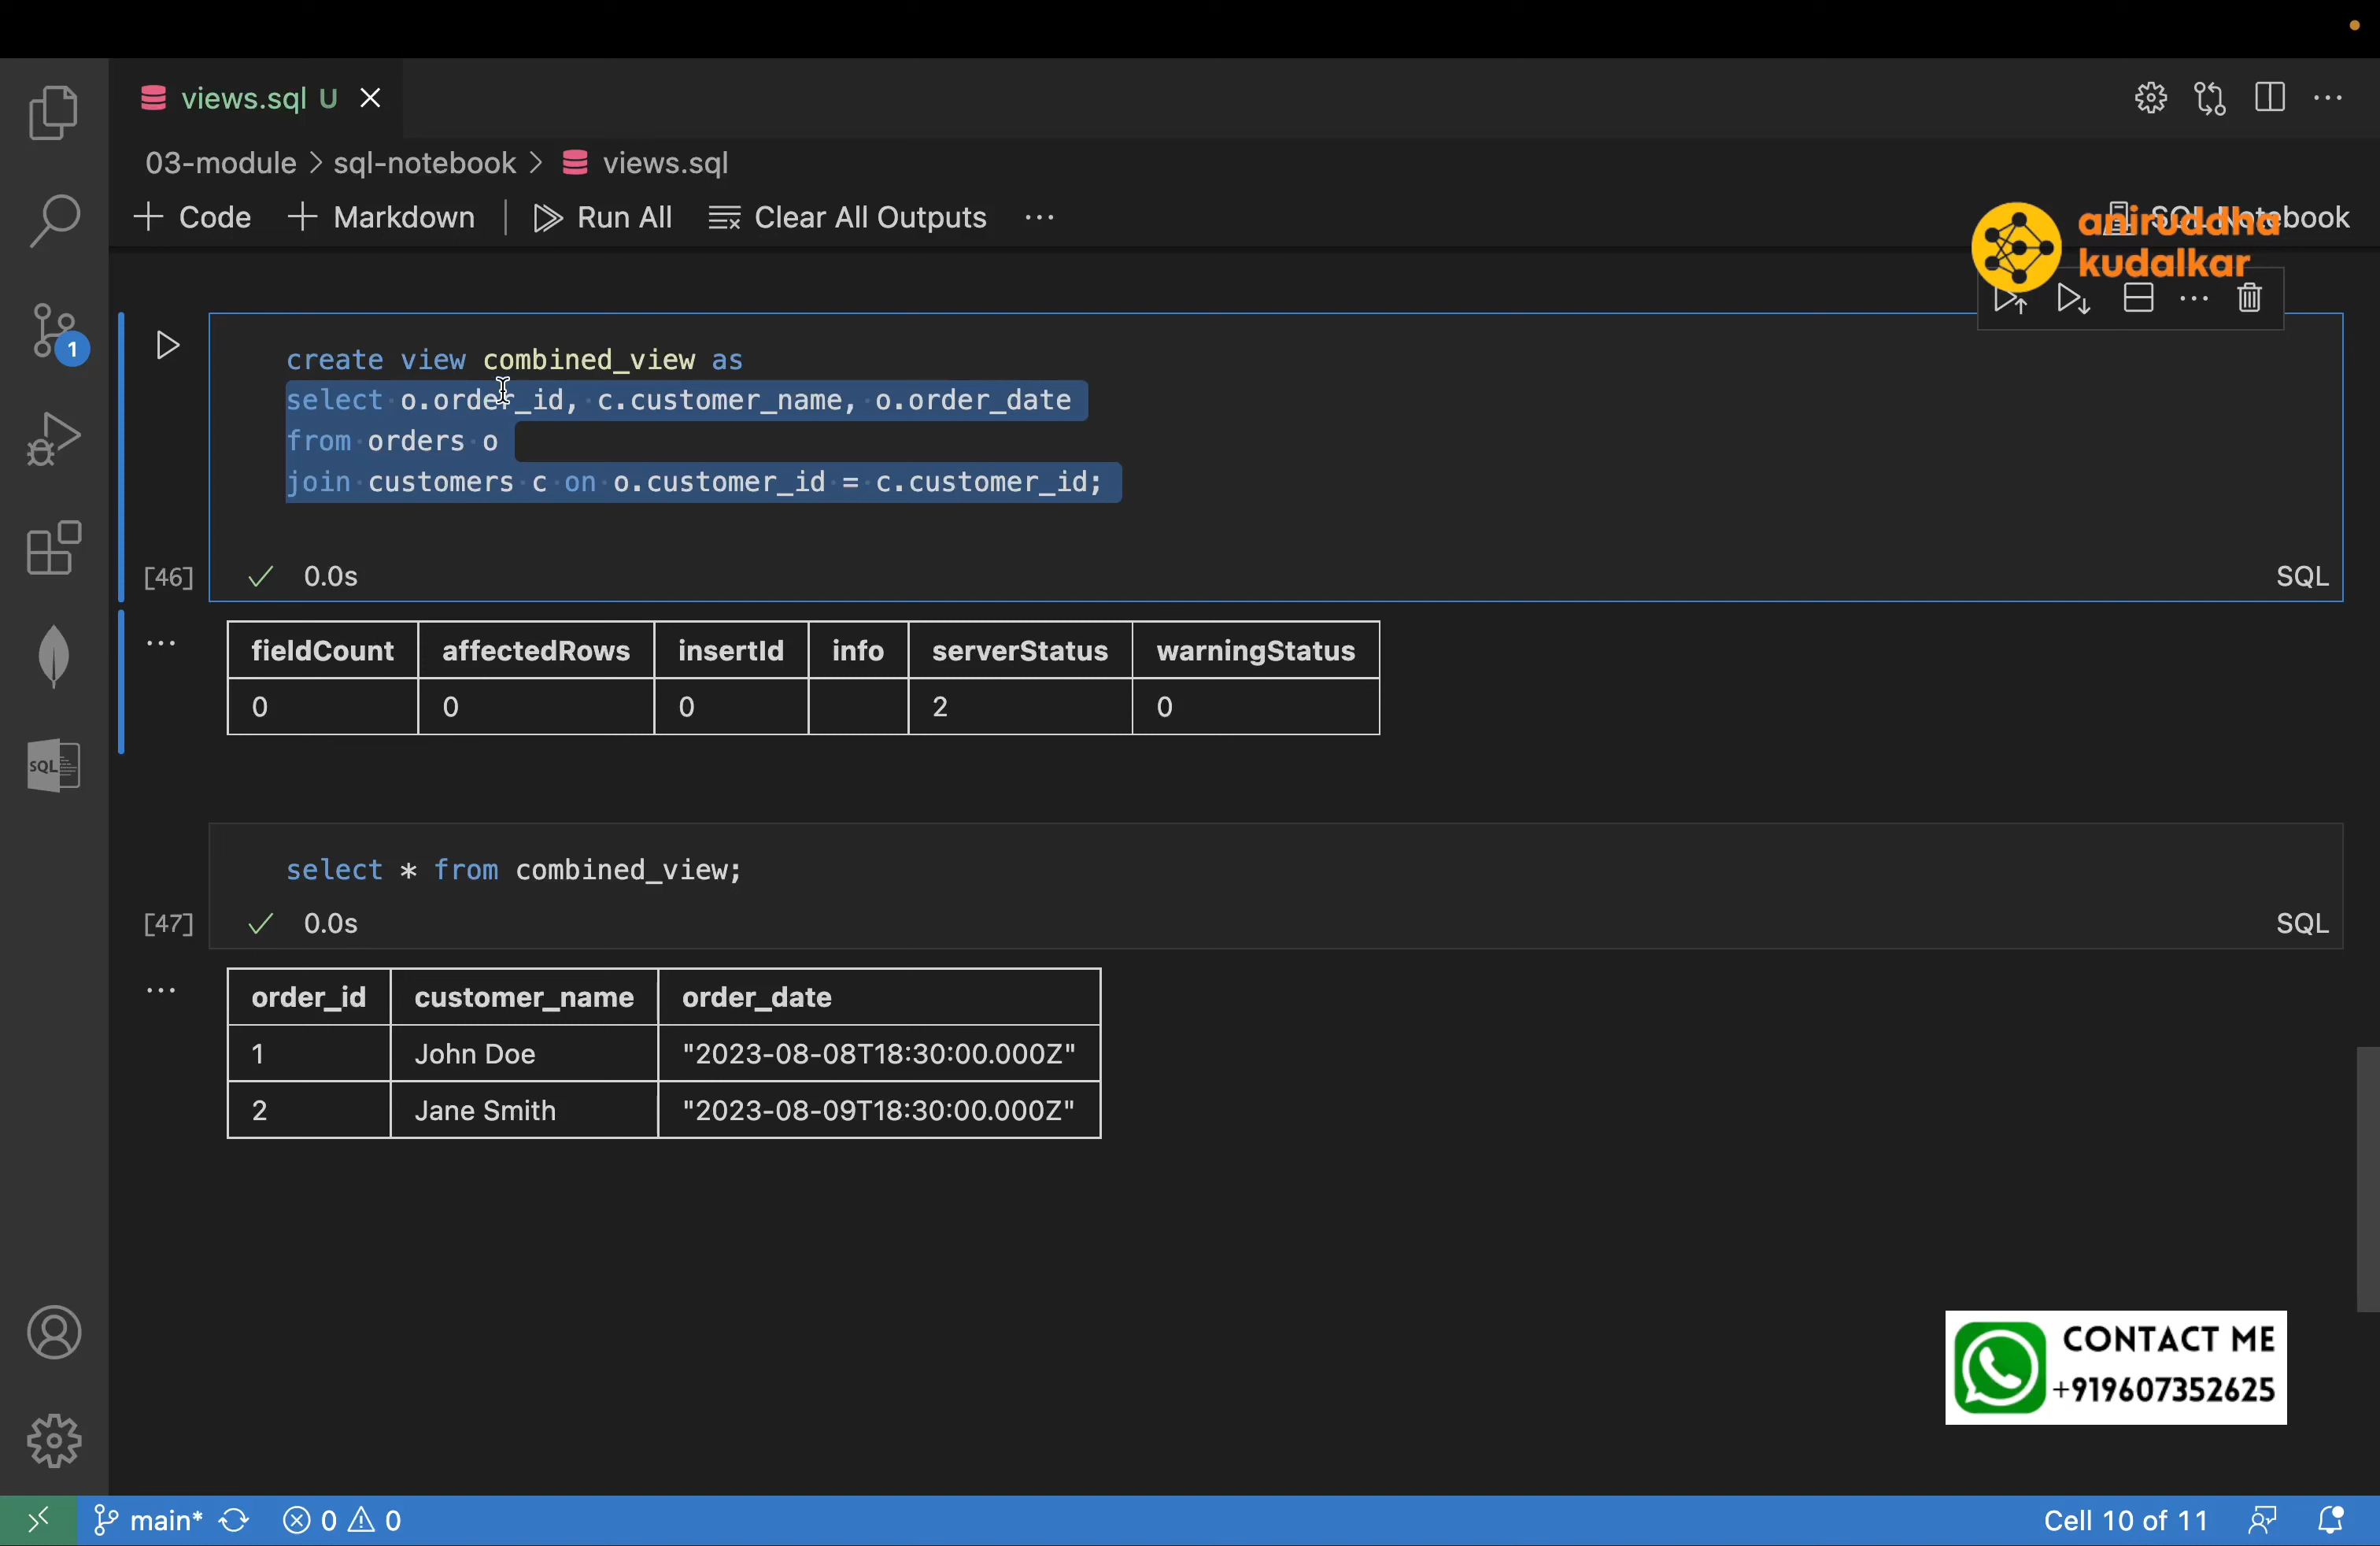 views.sql U
03-module > sql-notebook > views.sql
Code Markdown Run All Clear All Outputs ...
aniruddha
kudalkar
create view combined_view as
select o.order_id, c.customer_name, o.order_date
from orders o
join customers c on o.customer_id = c.customer_id;
[46] 0.0s SQL
fieldCount affectedRows insertId info serverStatus warningStatus
0 0 0 2 0
select * from combined_view;
[47] 0.0s SQL
order_id customer_name order_date
1 John Doe "2023-08-08T18:30:00.000Z"
2 Jane Smith "2023-08-09T18:30:00.000Z"
1
SQL
CONTACT ME
+919607352625
main* 0 0 Cell 10 of 11